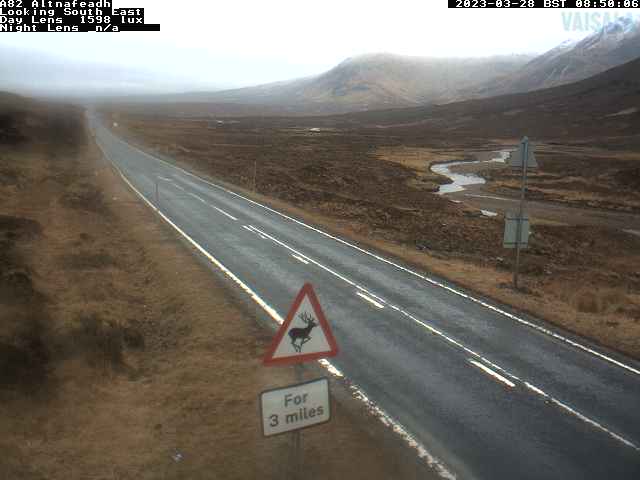 A82 Altnafeadh
Looking South East
Day Lens 1598 lux
Night Lens n/a
2023-03-28 BST 08:50:06
VAISALA
For
3 miles